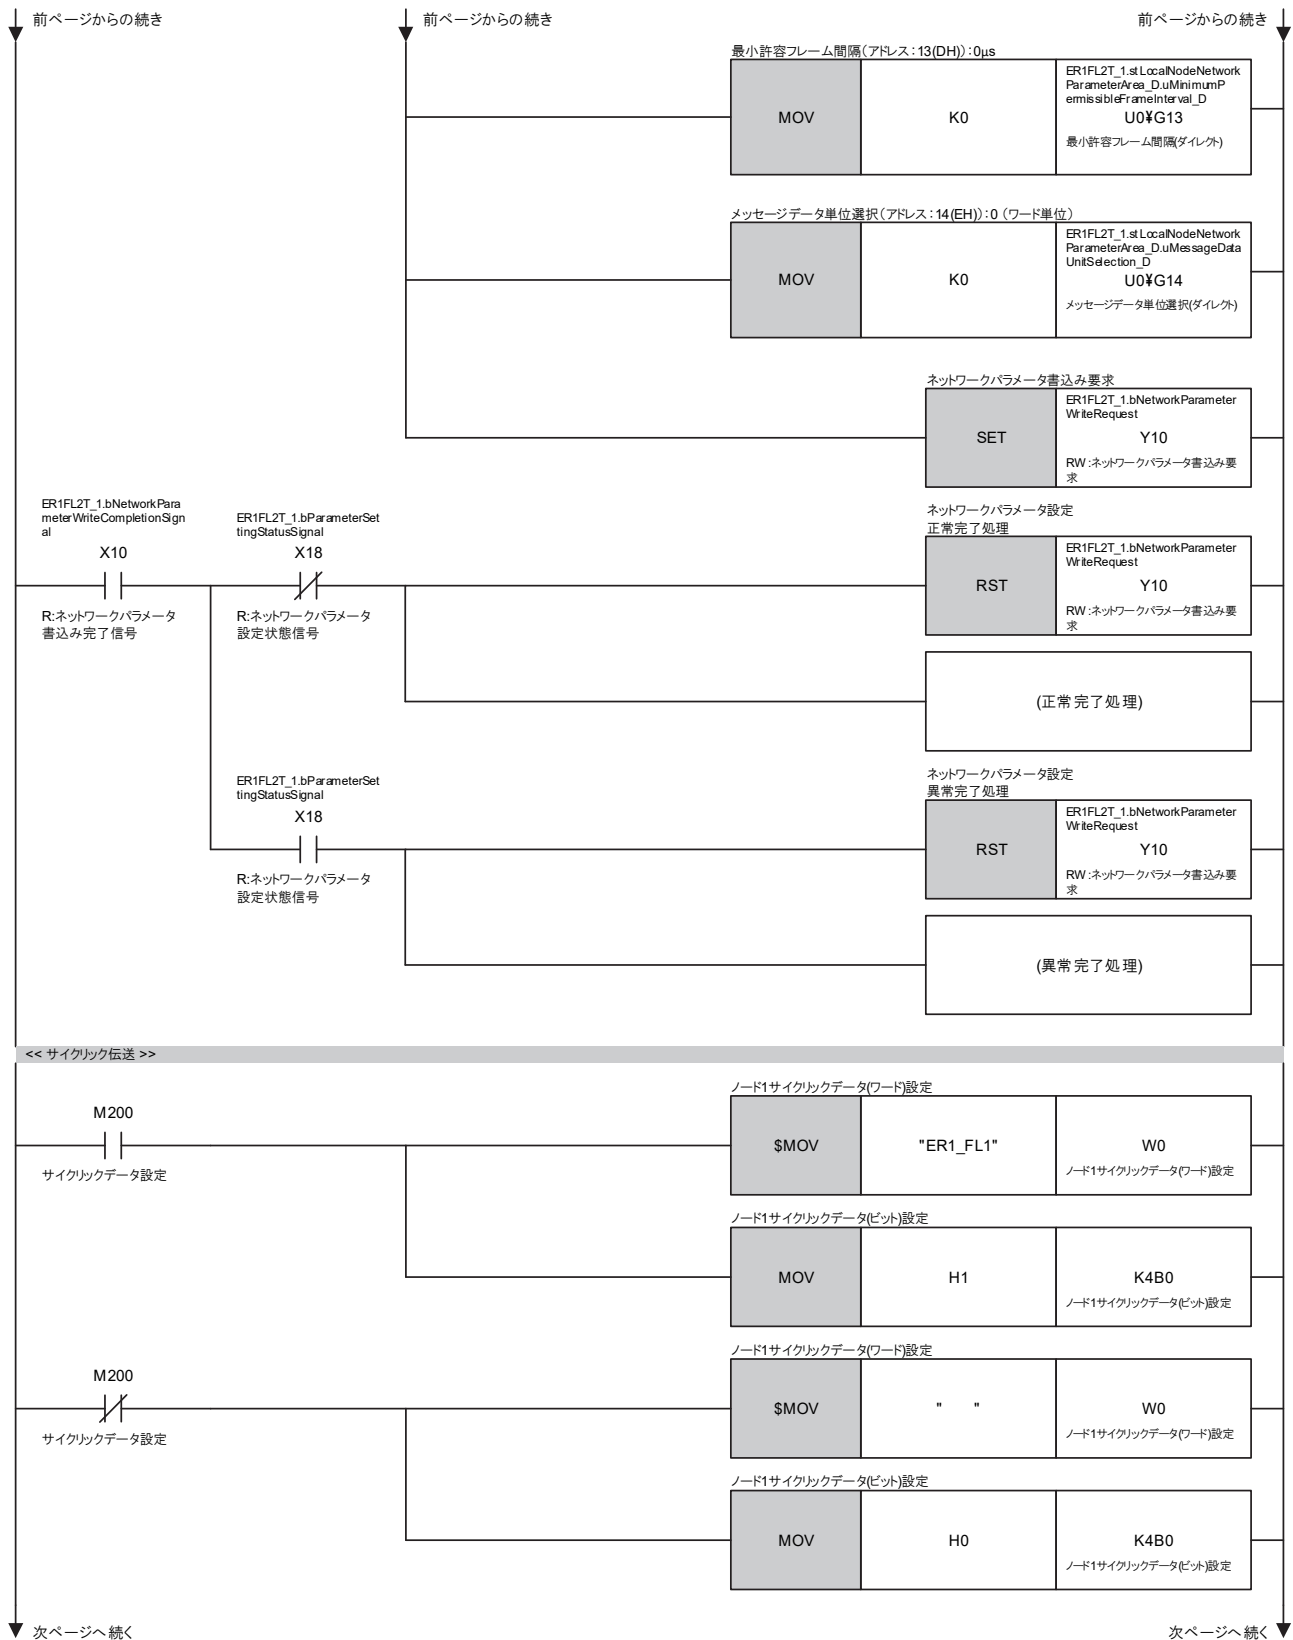 前ページからの続き
前ページからの続き
前ページからの続き
最小許容フレーム間隔(アドレス:13(DH)):0μs
MOV
K0
ER1FL2T_1.stLocalNodeNetwork
ParameterArea_D.uMinimumP
ermissibleFrameInterval_D
U0¥G13
最小許容フレーム間隔(ダイレクト)
メッセージデータ単位選択(アドレス:14(EH)):0(ワード単位)
MOV
K0
ER1FL2T_1.stLocalNodeNetwork
ParameterArea_D.uMessageData
UnitSelection_D
U0¥G14
メッセージデータ単位選択(ダイレクト)
ネットワークパラメータ書込み要求
SET
ER1FL2T_1.bNetworkParameter
WriteRequest
Y10
RW:ネットワークパラメータ書込み要
求
ER1FL2T_1.bNetworkPara
meterWriteCompletionSign
al
X10
R:ネットワークパラメータ
書込み完了信号
ER1FL2T_1.bParameterSet
tingStatusSignal
X18
R:ネットワークパラメータ
設定状態信号
ネットワークパラメータ設定
正常完了処理
RST
ER1FL2T_1.bNetworkParameter
WriteRequest
Y10
RW:ネットワークパラメータ書込み要
求
(正常完了処理)
ER1FL2T_1.bParameterSet
tingStatusSignal
X18
R:ネットワークパラメータ
設定状態信号
ネットワークパラメータ設定
異常完了処理
RST
ER1FL2T_1.bNetworkParameter
WriteRequest
Y10
RW:ネットワークパラメータ書込み要
求
(異常完了処理)
<< サイクリック伝送 >>
M200
サイクリックデータ設定
ノード1サイクリックデータ(ワード)設定
$MOV
"ER1_FL1"
W0
ノード1サイクリックデータ(ワード)設定
ノード1サイクリックデータ(ビット)設定
MOV
H1
K4B0
ノード1サイクリックデータ(ビット)設定
M200
サイクリックデータ設定
ノード1サイクリックデータ(ワード)設定
$MOV
"    "
W0
ノード1サイクリックデータ(ワード)設定
ノード1サイクリックデータ(ビット)設定
MOV
H0
K4B0
ノード1サイクリックデータ(ビット)設定
次ページへ続く
次ページへ続く